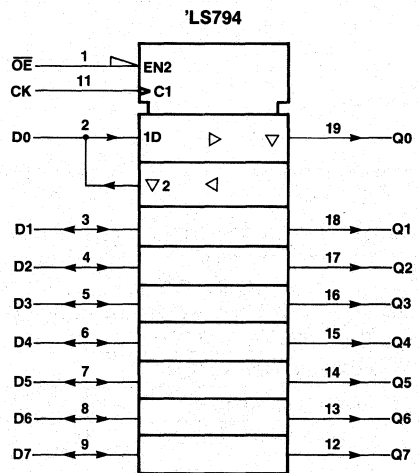 'LS794
OE 1 EN2
CK 11 C1
D0 2 1D 19 Q0
2
D1 3 18 Q1
D2 4 17 Q2
D3 5 16 Q3
D4 6 15 Q4
D5 7 14 Q5
D6 8 13 Q6
D7 9 12 Q7